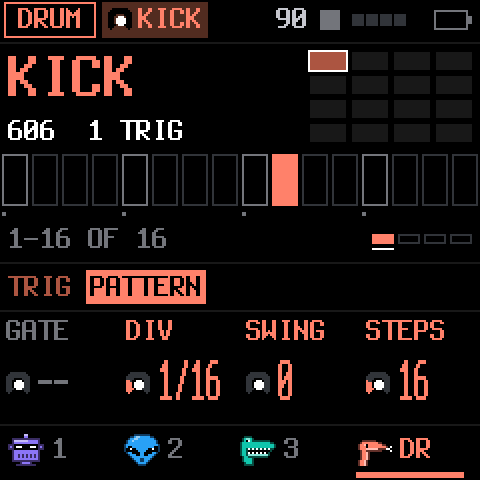 DRUM KICK 90
KICK
606 1 TRIG
1-16 OF 16
TRIG PATTERN
GATE DIV SWING STEPS
-- 1/16 0 16
1 2 3 DR